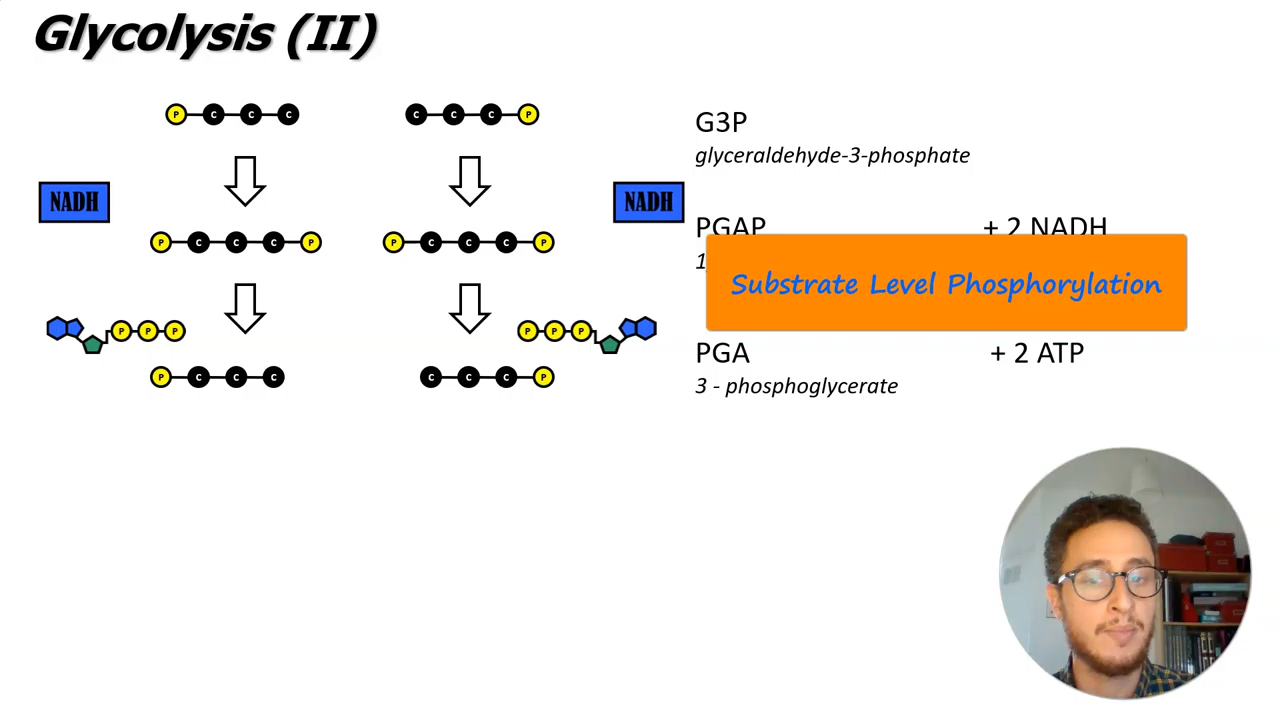 Glycolysis (II)
P C C C C C C P G3P
glyceraldehyde-3-phosphate
NADH NADH
PGAP + 2 NADH
P C C C P P C C C P
1
Substrate Level Phosphorylation
P P P P P P
PGA + 2 ATP
P C C C C C C P
3 - phosphoglycerate